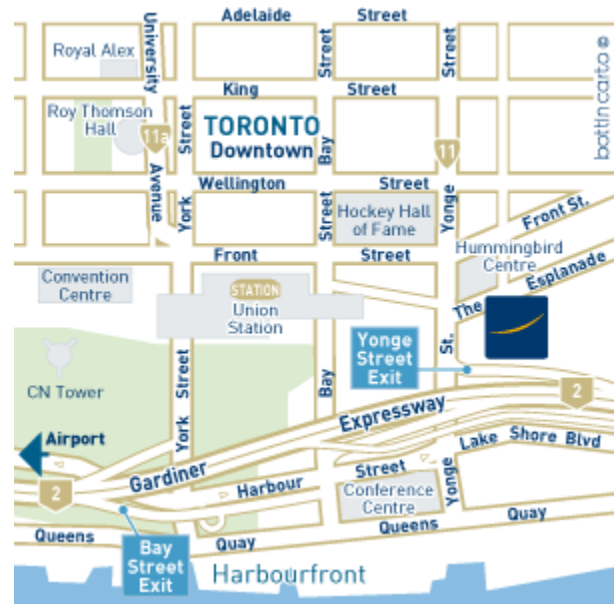 Adelaide Street
Royal Alex
University
Street
Street
bottincarto
King Street
Roy Thomson
Hall
11a
Street
TORONTO
Downtown
Bay
11
Avenue
York
Wellington Street
Street
Hockey Hall
of Fame
Yonge
Front St.
Front Street
Hummingbird
Centre
The Esplanade
Convention
Centre
STATION
Union
Station
St.
Yonge
Street
Exit
CN Tower
York Street
Bay
2
Gardiner Expressway
Airport
Lake Shore Blvd
2
Harbour Street
Yonge
Conference
Centre
Queens Quay
Queens Quay
Bay
Street
Exit
Harbourfront